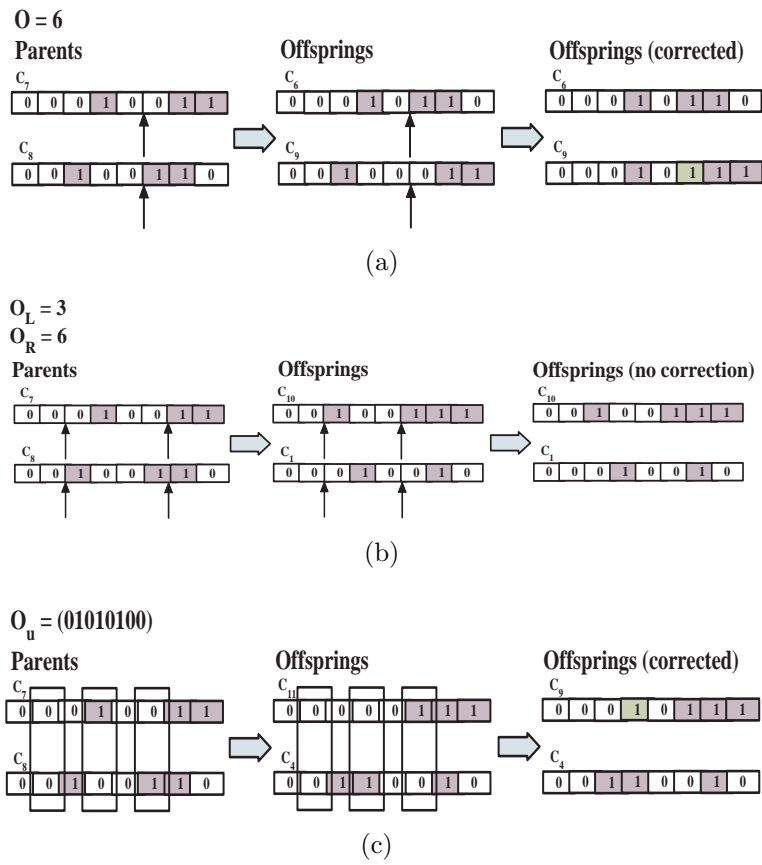 O = 6
Parents Offsprings Offsprings (corrected)
C7 C6 C6
0 0 0 1 0 0 1 1 0 0 0 1 0 1 1 0 0 0 0 1 0 1 1 0
C8 C9 C9
0 0 1 0 0 1 1 0 0 0 1 0 0 0 1 1 0 0 0 1 0 1 1 1
(a)
O_L = 3
O_R = 6
Parents Offsprings Offsprings (no correction)
C7 C10 C10
0 0 0 1 0 0 1 1 0 0 1 0 0 1 1 1 0 0 1 0 0 1 1 1
C8 C1 C1
0 0 1 0 0 1 1 0 0 0 0 1 0 0 1 0 0 0 0 1 0 0 1 0
(b)
O_u = (01010100)
Parents Offsprings Offsprings (corrected)
C7 C11 C9
0 0 0 1 0 0 1 1 0 0 0 0 0 1 1 1 0 0 0 1 0 1 1 1
C8 C4 C4
0 0 1 0 0 1 1 0 0 0 1 1 0 0 1 0 0 0 1 1 0 0 1 0
(c)